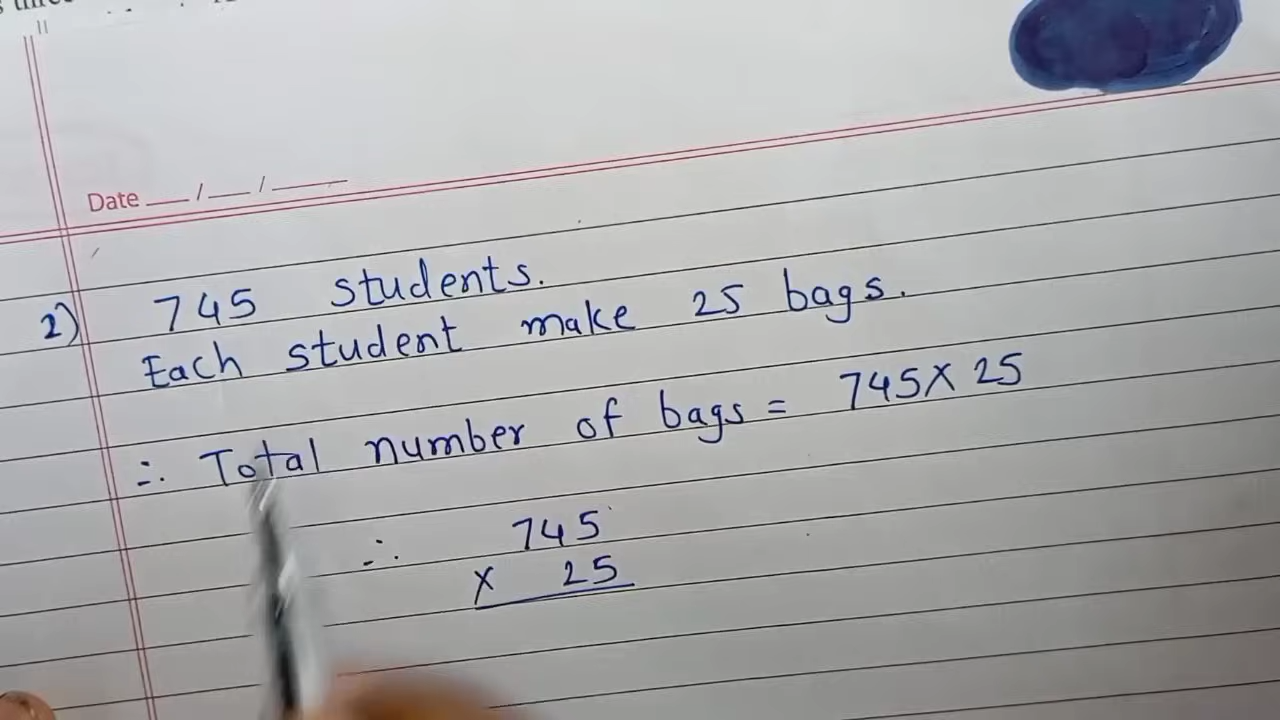 Date __/__/____
2) 745 students.
Each student make 25 bags.
∴ Total number of bags = 745 x 25
∴ 745
x 25